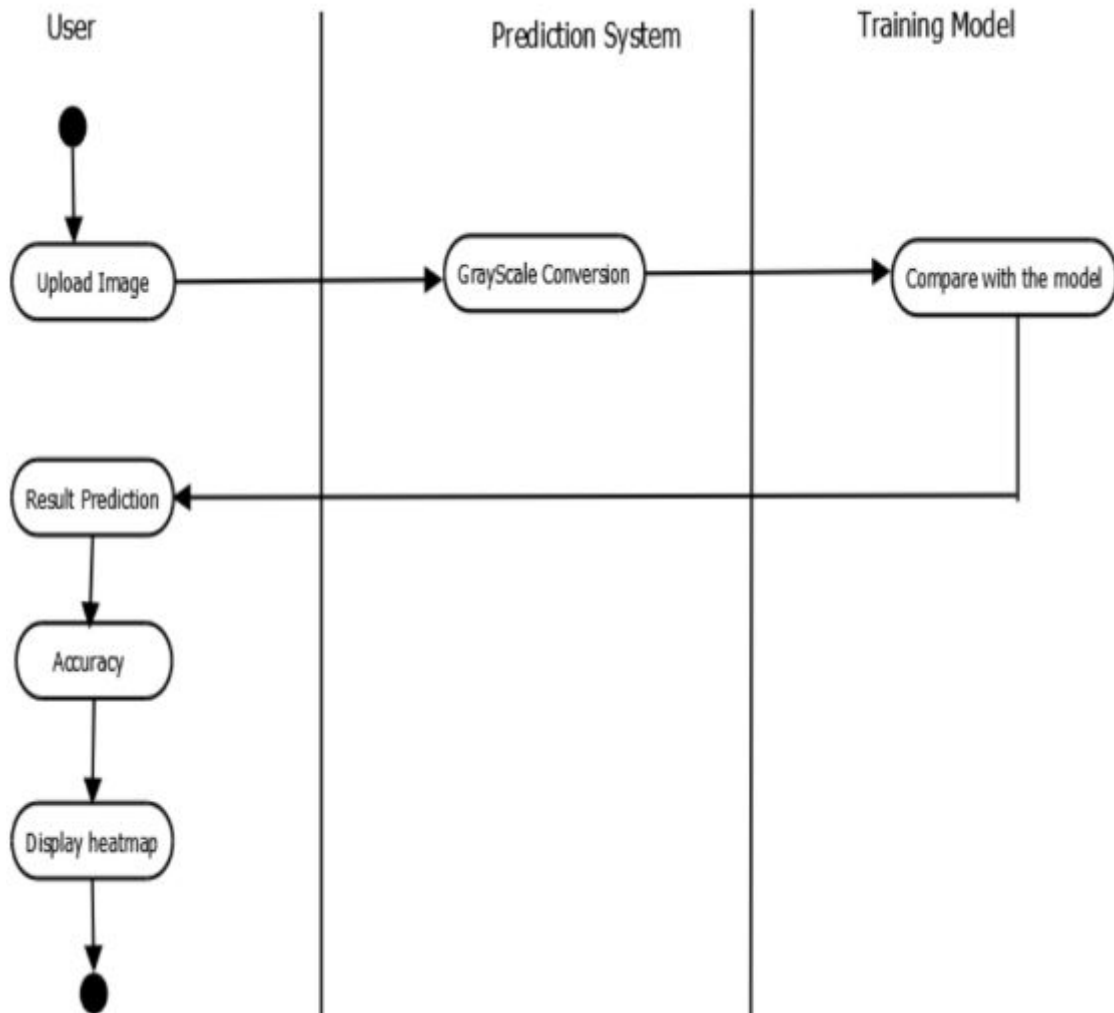 User
Prediction System
Training Model
Upload Image
GrayScale Conversion
Compare with the model
Result Prediction
Accuracy
Display heatmap